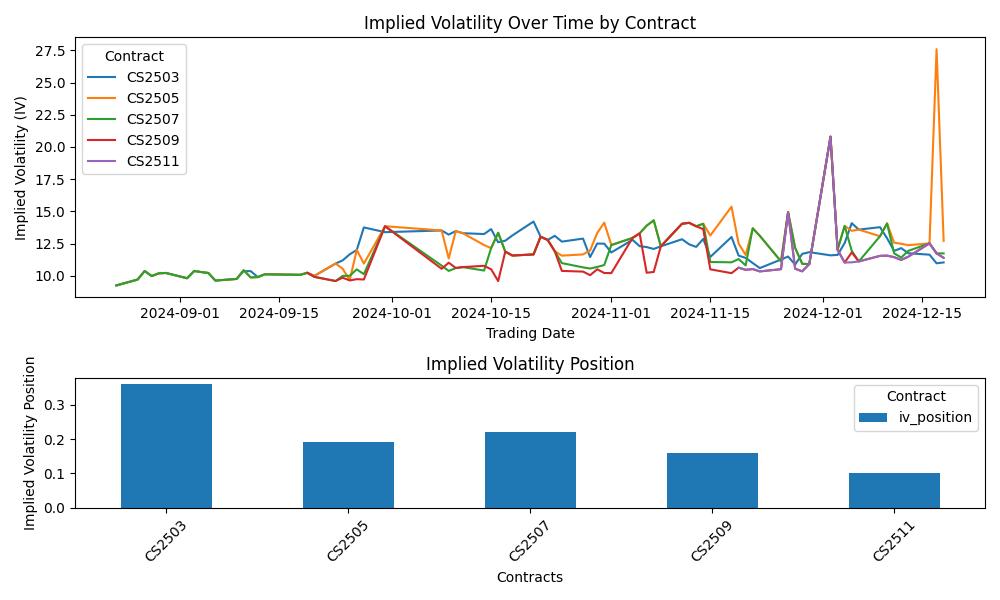 Implied Volatility Over Time by Contract
Implied Volatility (IV)
27.5
25.0
22.5
20.0
17.5
15.0
12.5
10.0
Contract
CS2503
CS2505
CS2507
CS2509
CS2511
2024-09-01 2024-09-15 2024-10-01 2024-10-15 2024-11-01 2024-11-15 2024-12-01 2024-12-15
Trading Date
Implied Volatility Position
Implied Volatility Position
0.3
0.2
0.1
0.0
Contract
iv_position
CS2503 CS2505 CS2507 CS2509 CS2511
Contracts